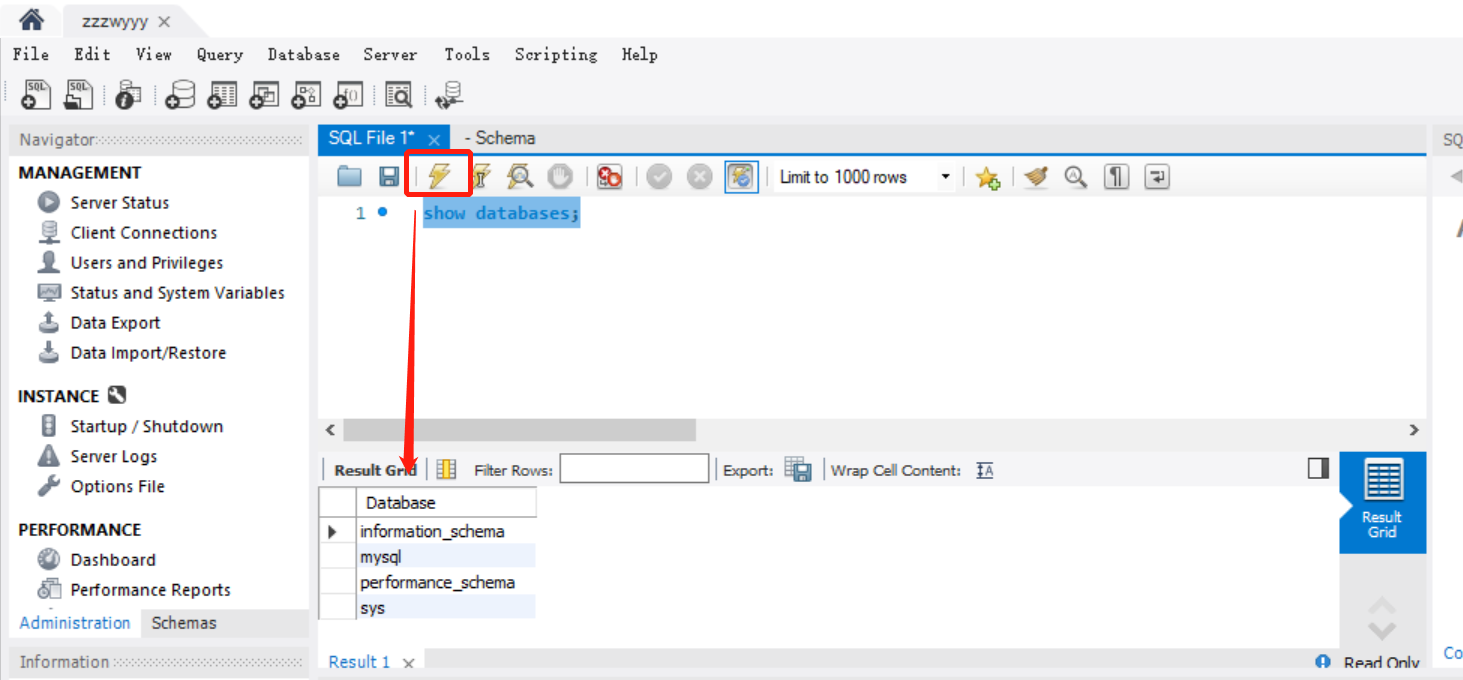 zzzwyyy
File Edit View Query Database Server Tools Scripting Help
Navigator
SQL File 1*
- Schema
MANAGEMENT
Server Status
Client Connections
Users and Privileges
Status and System Variables
Data Export
Data Import/Restore
INSTANCE
Startup / Shutdown
Server Logs
Options File
PERFORMANCE
Dashboard
Performance Reports
Administration Schemas
Information
Limit to 1000 rows
1 show databases;
Result Grid Filter Rows: Export: Wrap Cell Content:
Database
information_schema
mysql
performance_schema
sys
Result
Grid
Result 1
Read Only